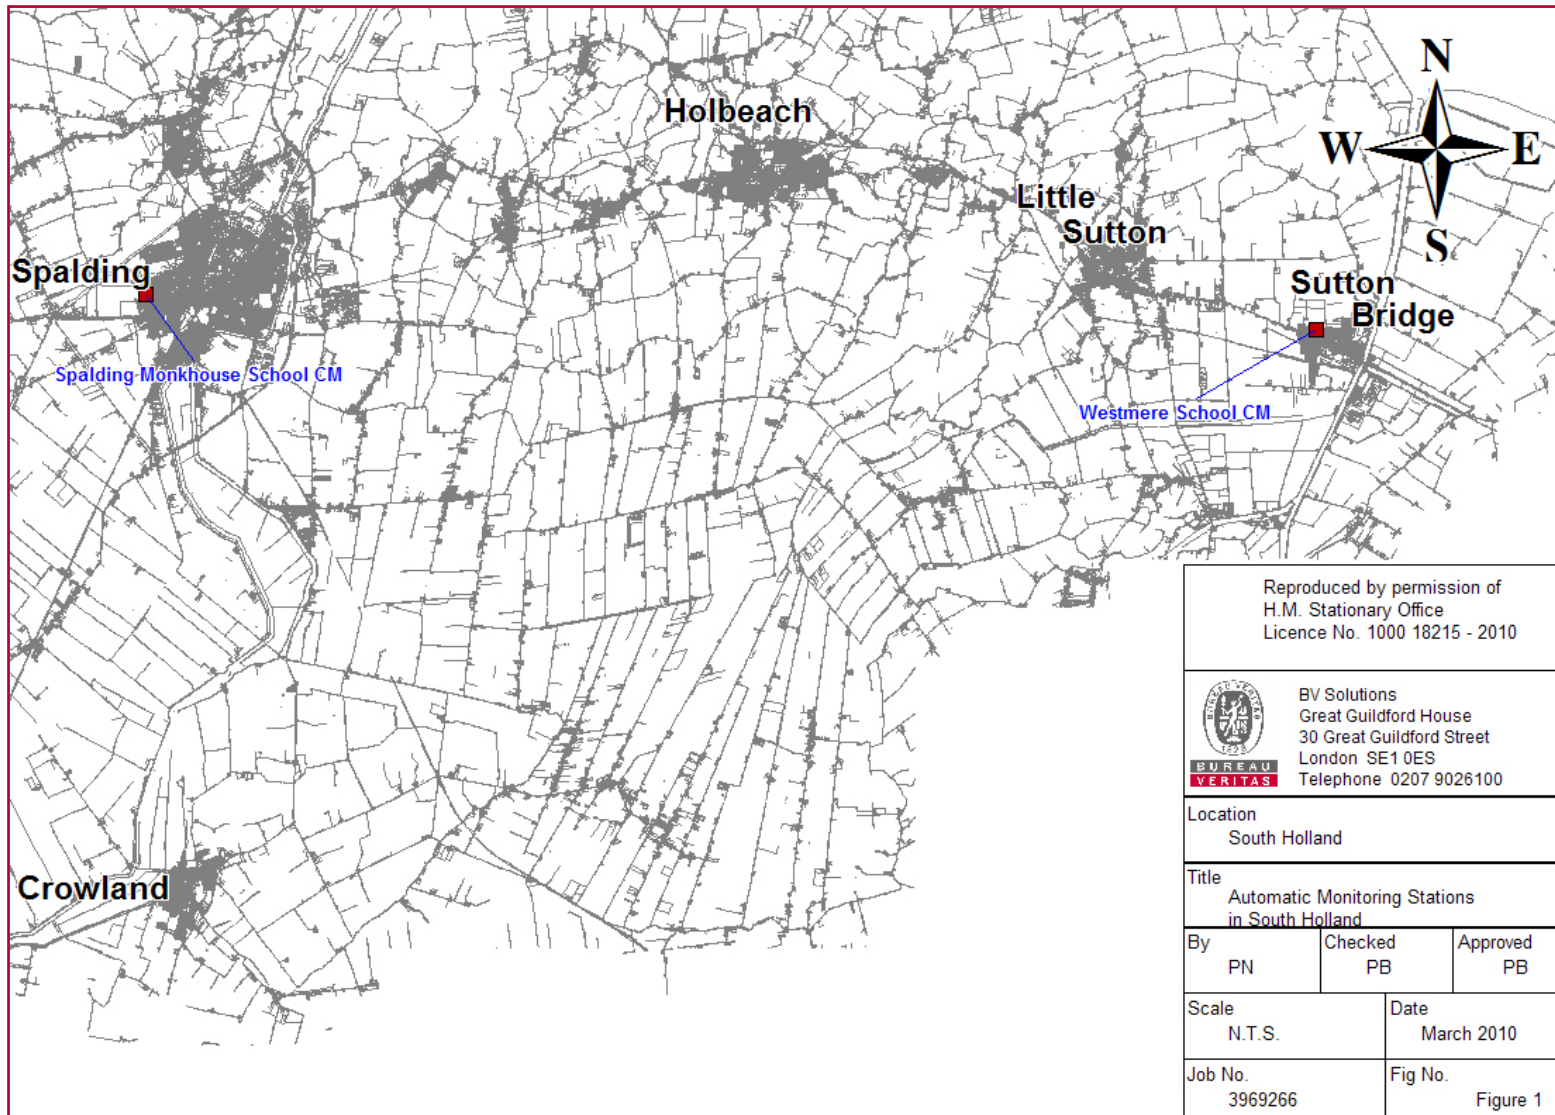 N
Holbeach
W
E
Little
Sutton
S
Spalding
Sutton
Bridge
Spalding Monkhouse School CM
Westmere School CM
Crowland
Reproduced by permission of
H.M. Stationary Office
Licence No. 1000 18215 - 2010
BUREAU VERITAS
1828
BUREAU
VERITAS
BV Solutions
Great Guildford House
30 Great Guildford Street
London SE1 0ES
Telephone 0207 9026100
Location
South Holland
Title
Automatic Monitoring Stations
in South Holland
By
PN
Checked
PB
Approved
PB
Scale
N.T.S.
Date
March 2010
Job No.
3969266
Fig No.
Figure 1